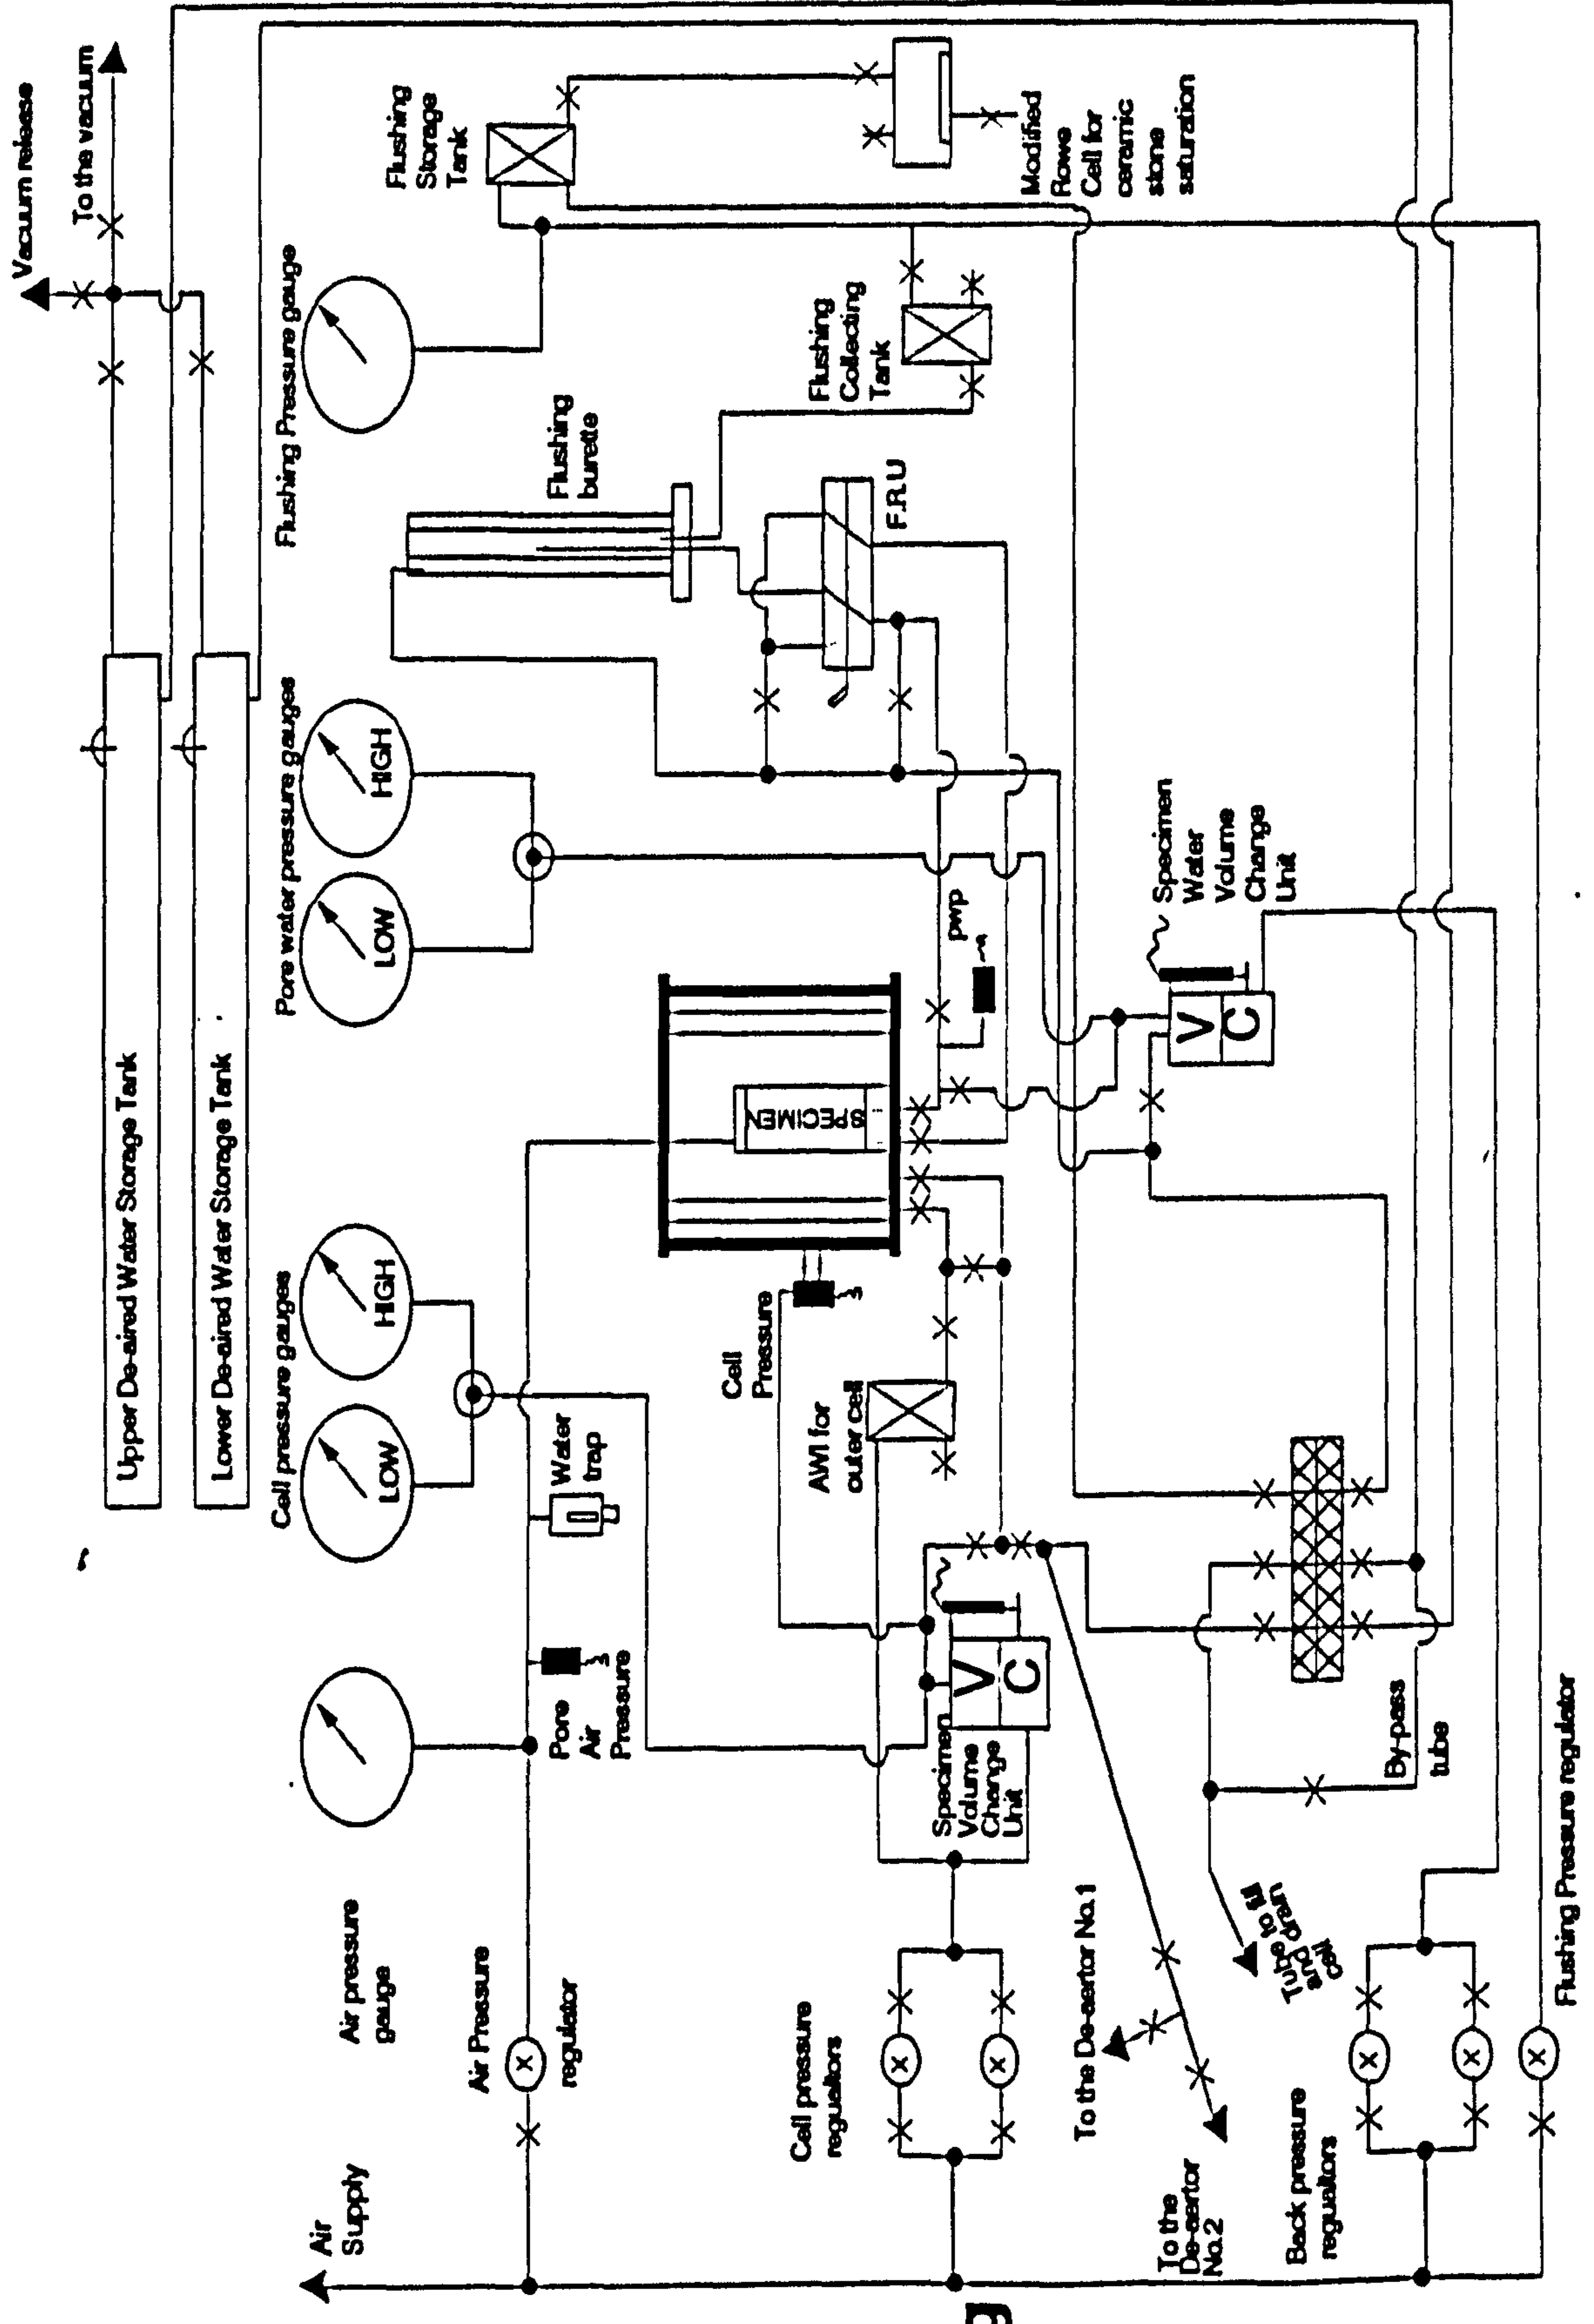 Vacuum release
To the vacuum
Upper De-aired Water Storage Tank
Lower De-aired Water Storage Tank
Air
Supply
Air pressure
gauge
Cell pressure gauges
LOW
HIGH
Pore water pressure gauges
LOW
HIGH
Flushing Pressure gauge
Flushing
Storage
Tank
Air Pressure
regulator
Pore
Air
Pressure
Water
trap
Flushing
burette
Cell
Pressure
SPECIMEN
AWI for
outer cell
pwp
F.R.U
Flushing
Collecting
Tank
Modified
Rowe
Cell for
ceramic
stone
saturation
Cell pressure
regualtors
Specimen
Volume
Change
Unit
V
C
Specimen
Water
Volume
Change
Unit
V
C
To the De-aertor No.1
To the
De-aertor
No.2
Tube to fill
and drain
cell
By-pass
tube
Back pressure
regualtors
Flushing Pressure regulator